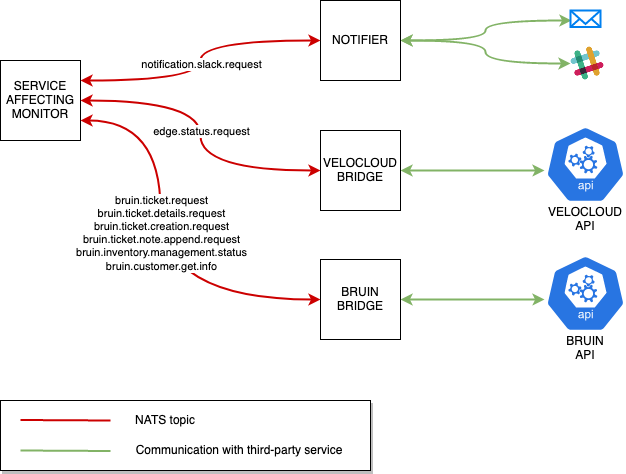 NOTIFIER
notification.slack.request
SERVICE
AFFECTING
MONITOR
edge.status.request
VELOCLOUD
BRIDGE
api
VELOCLOUD
API
bruin.ticket.request
bruin.ticket.details.request
bruin.ticket.creation.request
bruin.ticket.note.append.request
bruin.inventory.management.status
bruin.customer.get.info
BRUIN
BRIDGE
api
BRUIN
API
NATS topic
Communication with third-party service